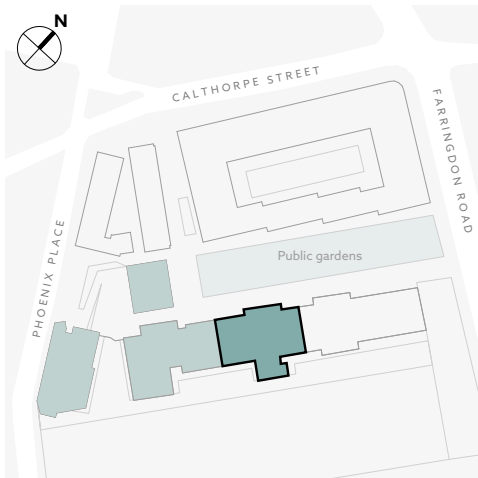 N
CALTHORPE STREET
FARRINGDON ROAD
PHOENIX PLACE
Public gardens